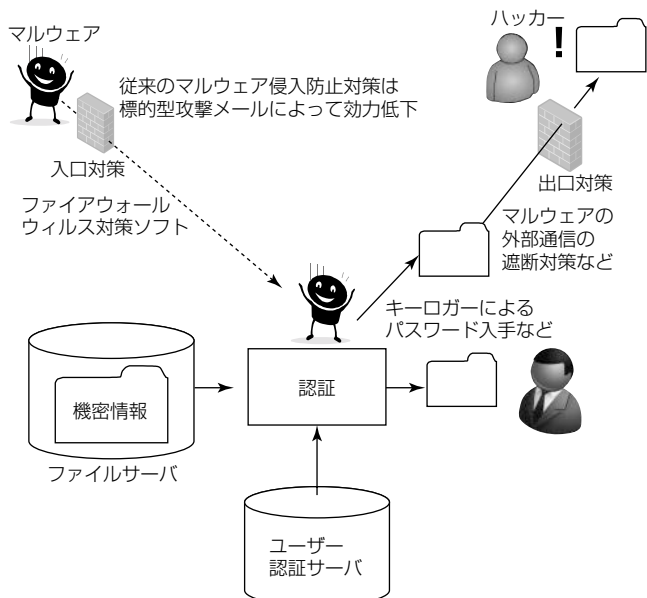 マルウェア
ハッカー
!
従来のマルウェア侵入防止対策は
標的型攻撃メールによって効力低下
入口対策
ファイアウォール
ウィルス対策ソフト
出口対策
マルウェアの
外部通信の
遮断対策など
キーロガーによる
パスワード入手など
機密情報
認証
ファイルサーバ
ユーザー
認証サーバ